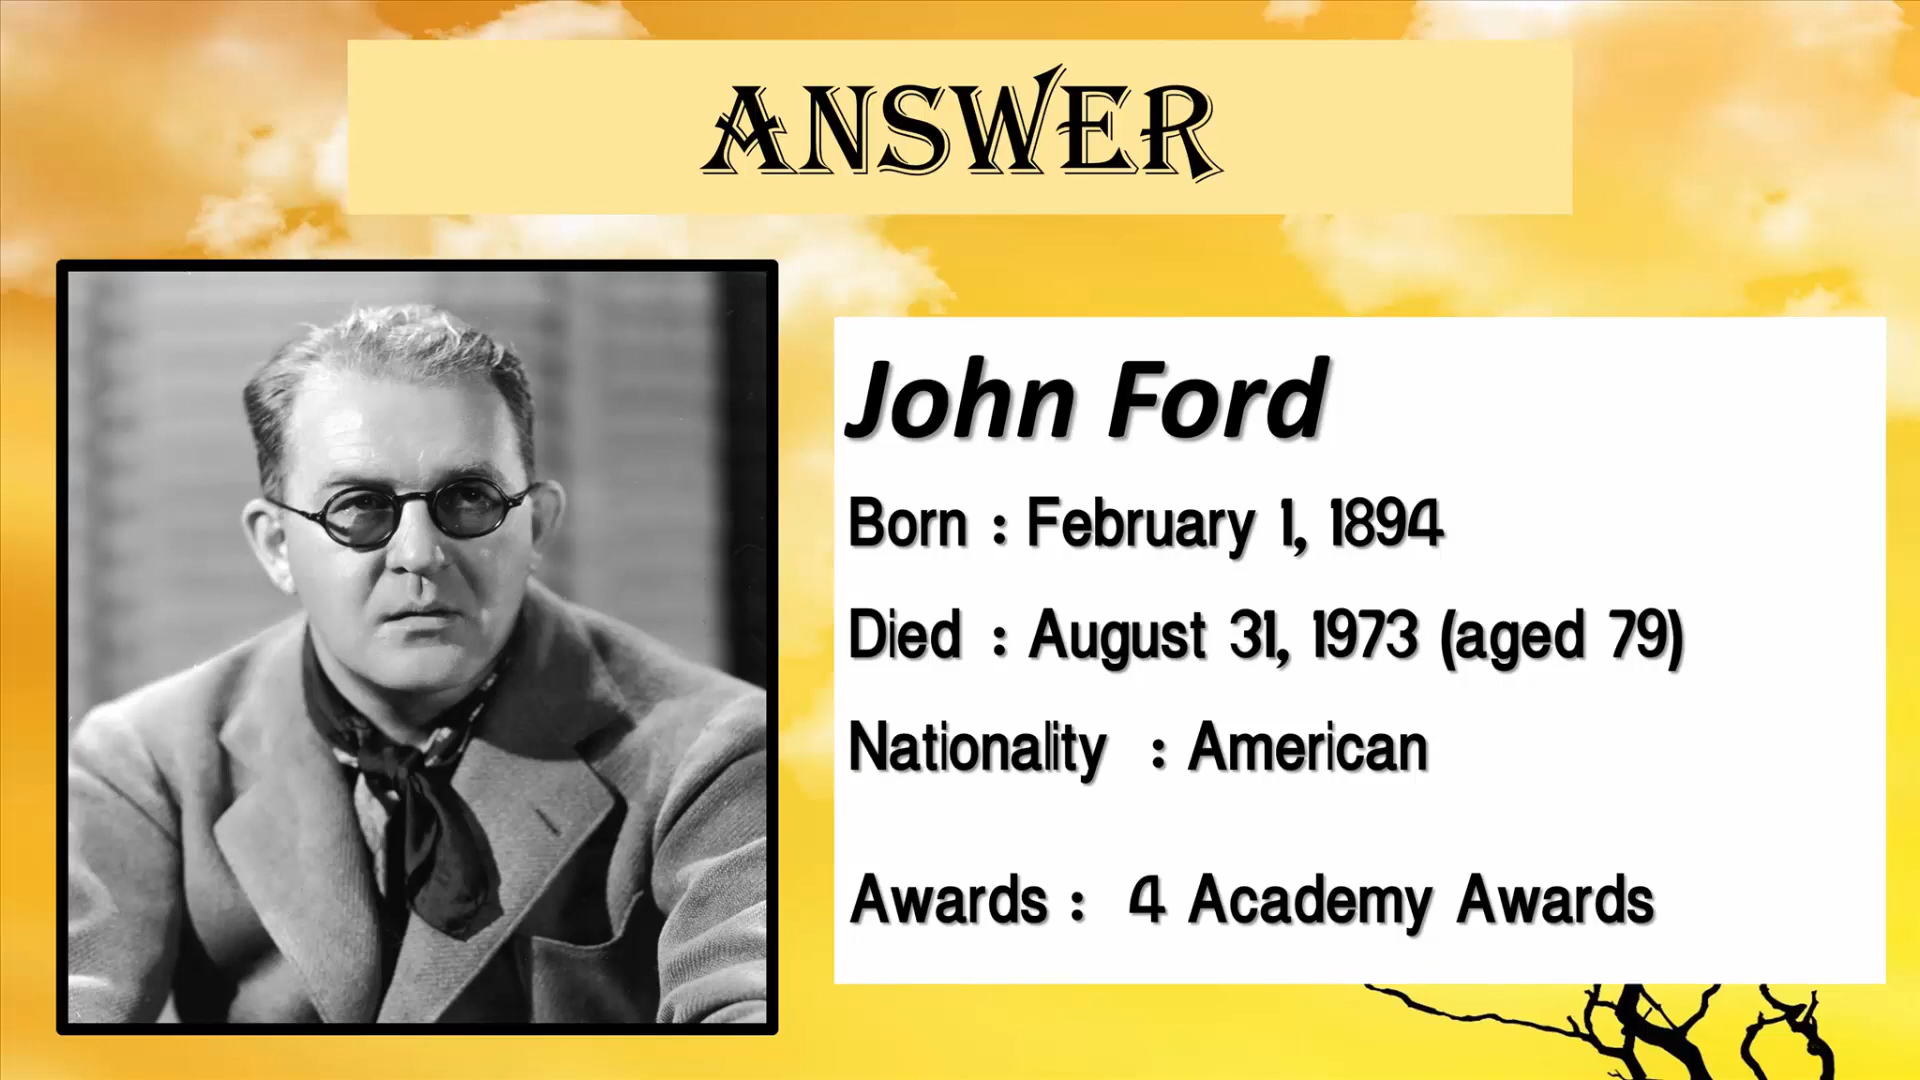 ANSWER
John Ford
Born : February 1, 1894
Died : August 31, 1973 (aged 79)
Nationality : American
Awards : 4 Academy Awards